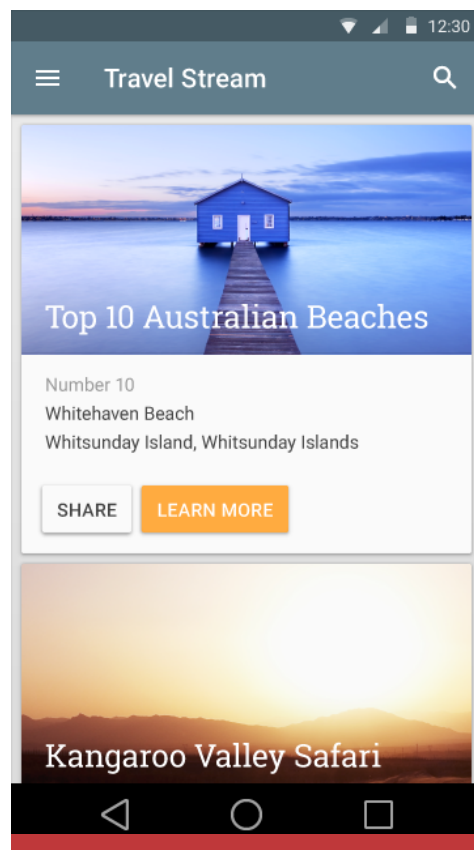 12:30
Travel Stream
Top 10 Australian Beaches
Number 10
Whitehaven Beach
Whitsunday Island, Whitsunday Islands
SHARE LEARN MORE
Kangaroo Valley Safari